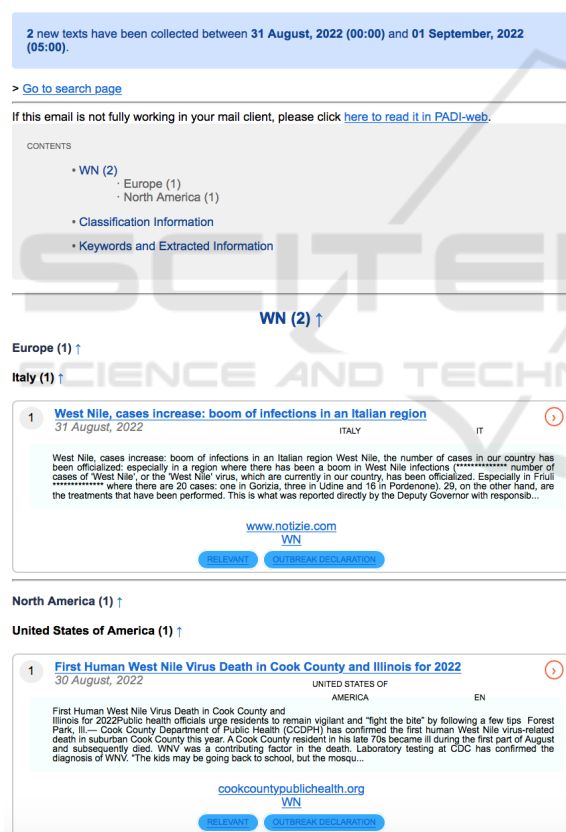 2 new texts have been collected between 31 August, 2022 (00:00) and 01 September, 2022
(05:00).
> Go to search page
If this email is not fully working in your mail client, please click here to read it in PADI-web.
CONTENTS
• WN (2)
· Europe (1)
· North America (1)
• Classification Information
• Keywords and Extracted Information
SCITE
SCIENCE AND TECHN
WN (2) ↑
Europe (1) ↑
Italy (1) ↑
1 West Nile, cases increase: boom of infections in an Italian region
31 August, 2022 ITALY IT
West Nile, cases increase: boom of infections in an Italian region West Nile, the number of cases in our country has
been officialized: especially in a region where there has been a boom in West Nile infections (************** number of
cases of 'West Nile', or the 'West Nile' virus, which are currently in our country, has been officialized. Especially in Friuli
************** where there are 20 cases: one in Gorizia, three in Udine and 16 in Pordenone). 29, on the other hand, are
the treatments that have been performed. This is what was reported directly by the Deputy Governor with responsib...
www.notizie.com
WN
RELEVANT OUTBREAK DECLARATION
North America (1) ↑
United States of America (1) ↑
1 First Human West Nile Virus Death in Cook County and Illinois for 2022
30 August, 2022 UNITED STATES OF
AMERICA EN
First Human West Nile Virus Death in Cook County and
Illinois for 2022Public health officials urge residents to remain vigilant and "fight the bite" by following a few tips Forest
Park, Ill.— Cook County Department of Public Health (CCDPH) has confirmed the first human West Nile virus-related
death in suburban Cook County this year. A Cook County resident in his late 70s became ill during the first part of August
and subsequently died. WNV was a contributing factor in the death. Laboratory testing at CDC has confirmed the
diagnosis of WNV. "The kids may be going back to school, but the mosqu...
cookcountypublichealth.org
WN
RELEVANT OUTBREAK DECLARATION